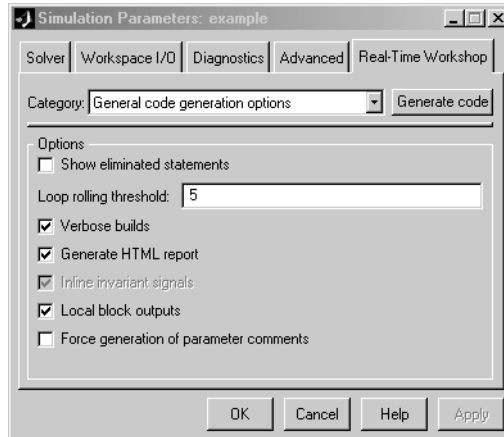 Simulation Parameters: example
Solver Workspace I/O Diagnostics Advanced Real-Time Workshop
Category: General code generation options Generate code
Options
Show eliminated statements
Loop rolling threshold: 5
Verbose builds
Generate HTML report
Inline invariant signals
Local block outputs
Force generation of parameter comments
OK Cancel Help Apply